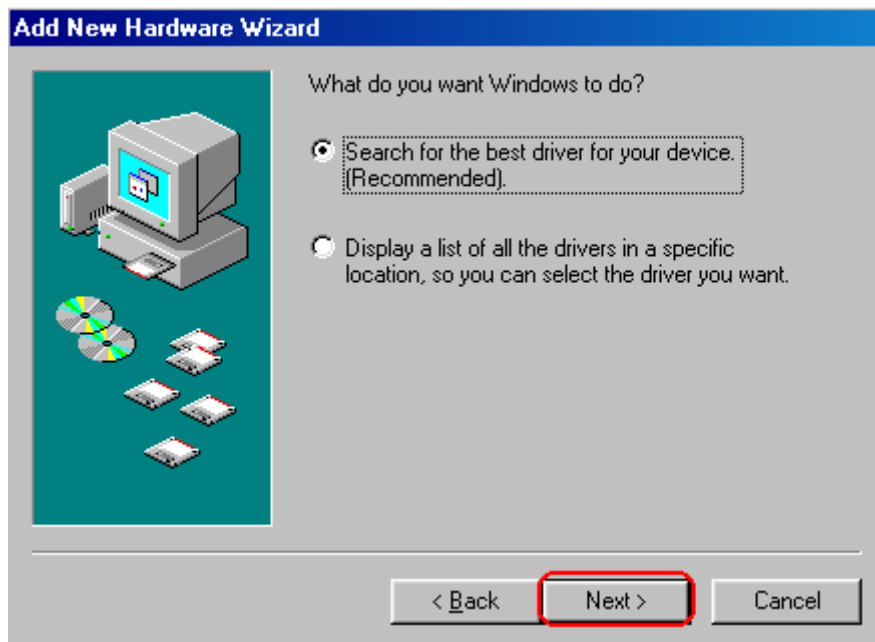 Add New Hardware Wizard
What do you want Windows to do?
Search for the best driver for your device.
(Recommended).
Display a list of all the drivers in a specific
location, so you can select the driver you want.
< Back
Next >
Cancel